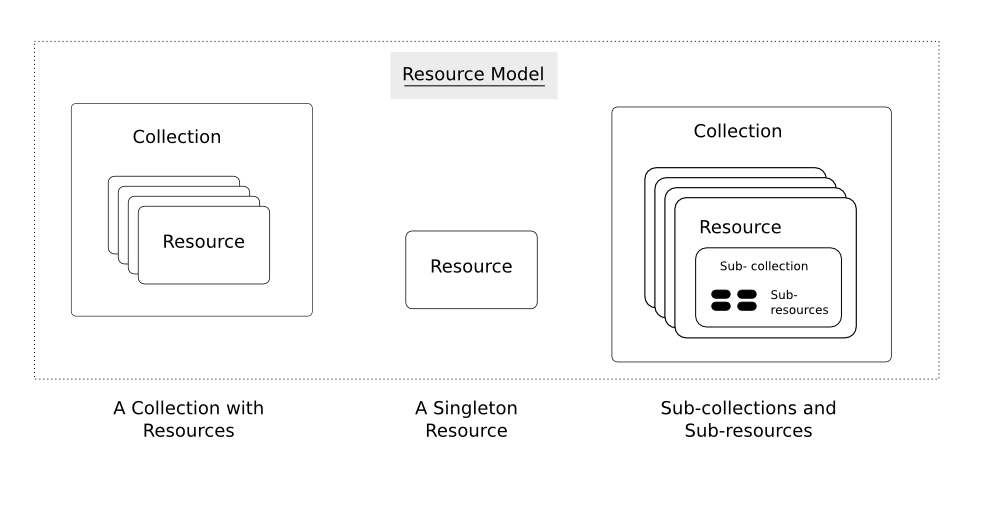 Resource Model
Collection
Resource
Resource
Collection
Resource
Sub- collection
Sub-
resources
A Collection with
Resources
A Singleton
Resource
Sub-collections and
Sub-resources